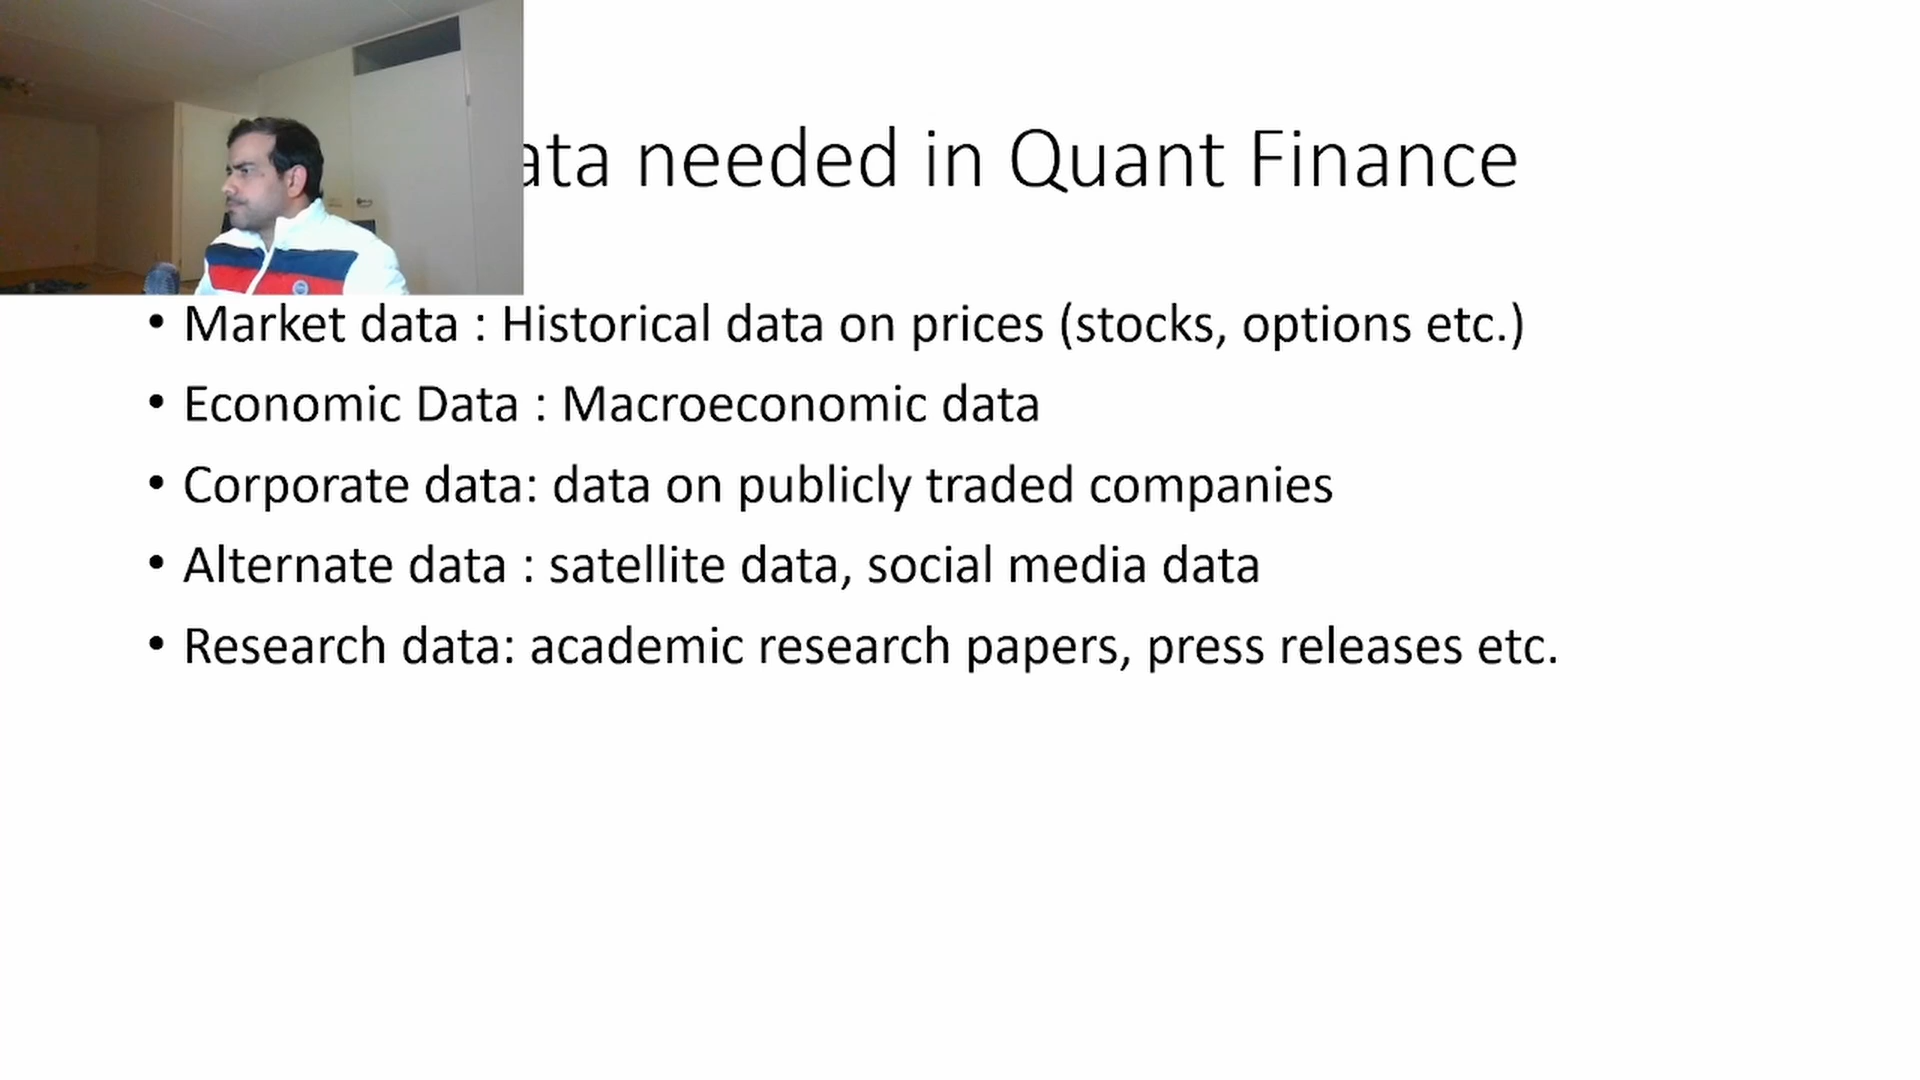 needed in Quant Finance
• Market data : Historical data on prices (stocks, options etc.)
• Economic Data : Macroeconomic data
• Corporate data: data on publicly traded companies
• Alternate data : satellite data, social media data
• Research data: academic research papers, press releases etc.